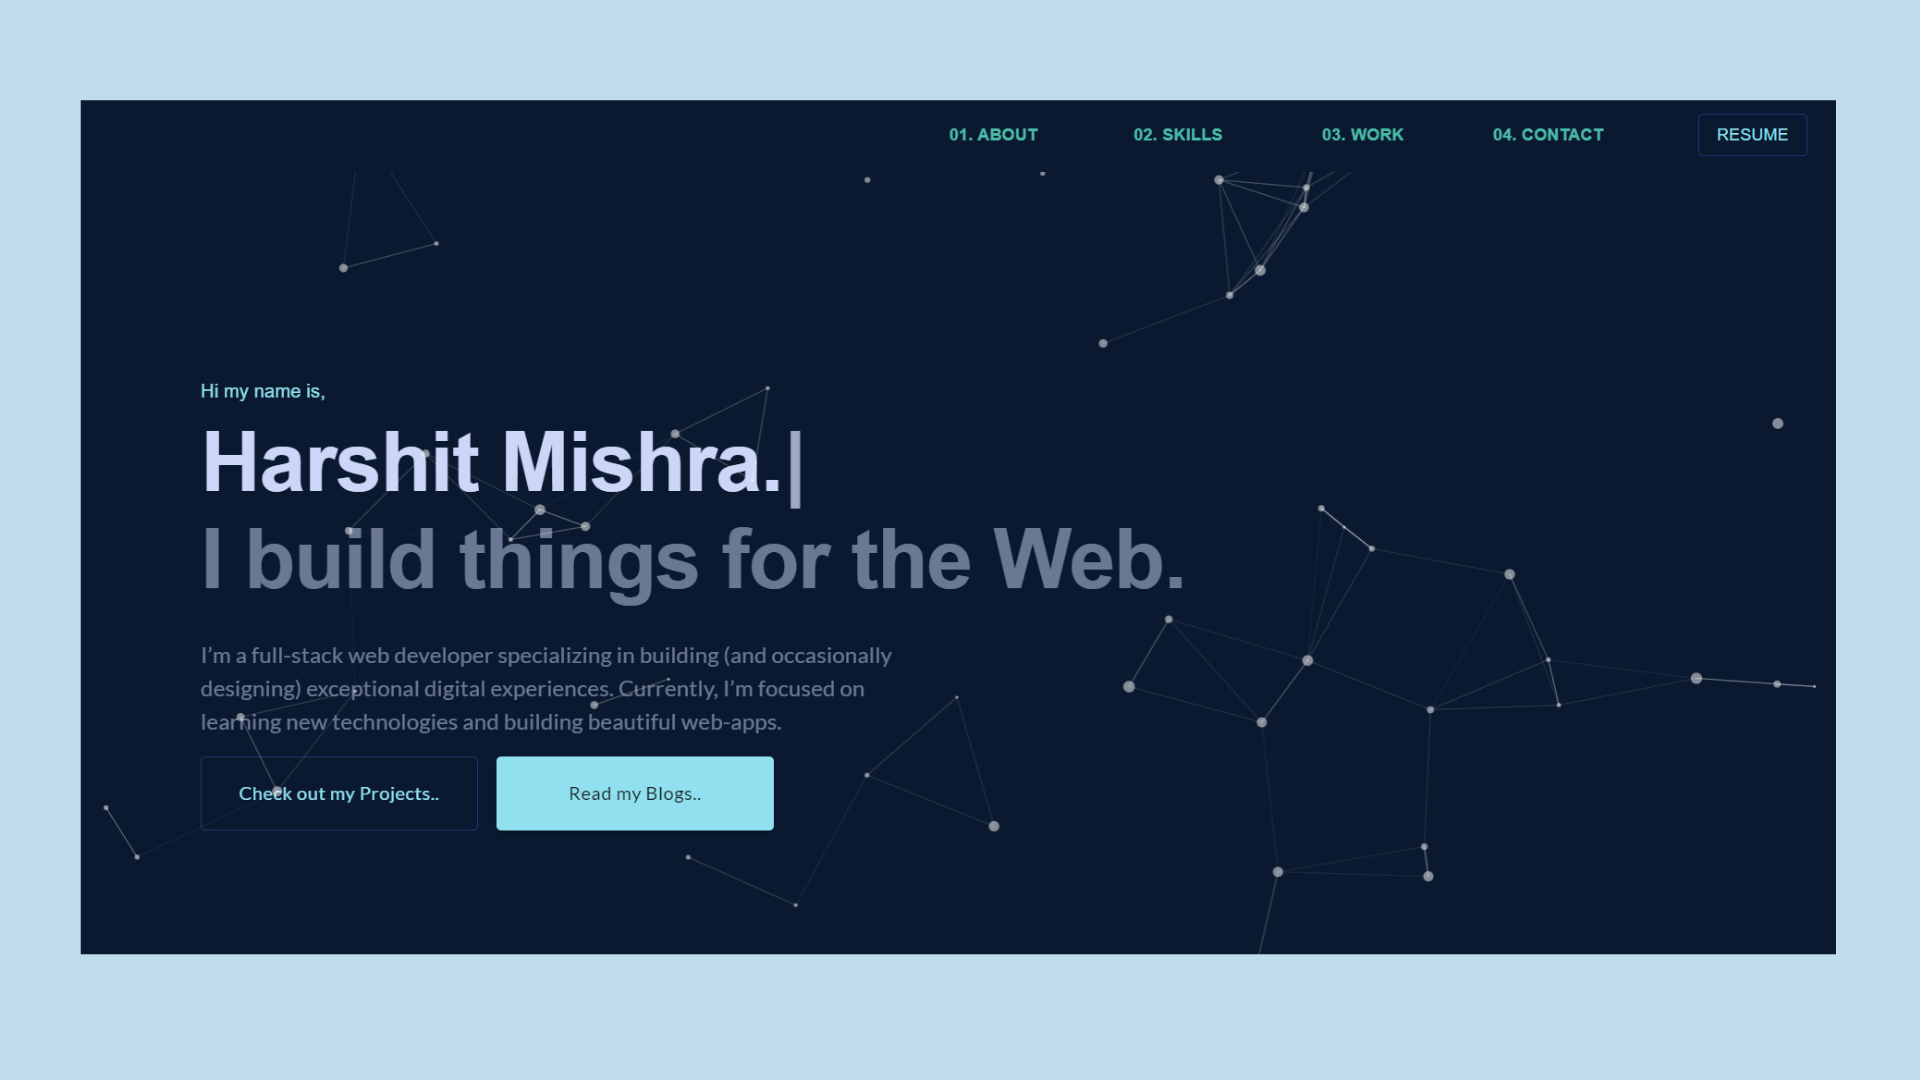 01. ABOUT
02. SKILLS
03. WORK
04. CONTACT
RESUME
Hi my name is,
Harshit Mishra.|
I build things for the Web.
I’m a full-stack web developer specializing in building (and occasionally
designing) exceptional digital experiences. Currently, I’m focused on
learning new technologies and building beautiful web-apps.
Check out my Projects..
Read my Blogs..